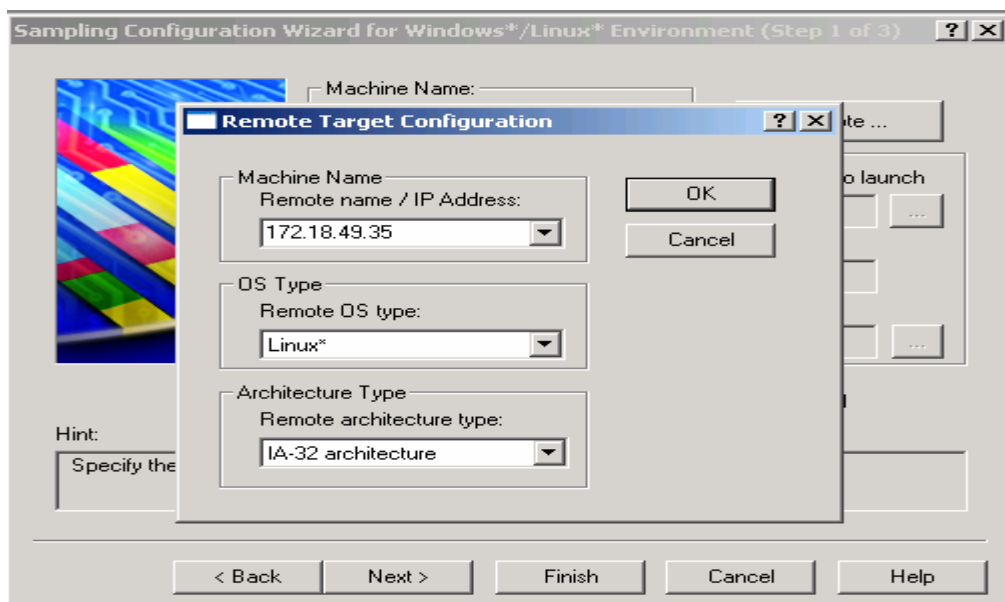 Sampling Configuration Wizard for Windows*/Linux* Environment (Step 1 of 3)
Machine Name:
Remote Target Configuration
Machine Name
Remote name / IP Address:
172.18.49.35
OK
Cancel
OS Type
Remote OS type:
Linux*
Architecture Type
Remote architecture type:
IA-32 architecture
o launch
...
...
Hint:
Specify the
< Back
Next >
Finish
Cancel
Help